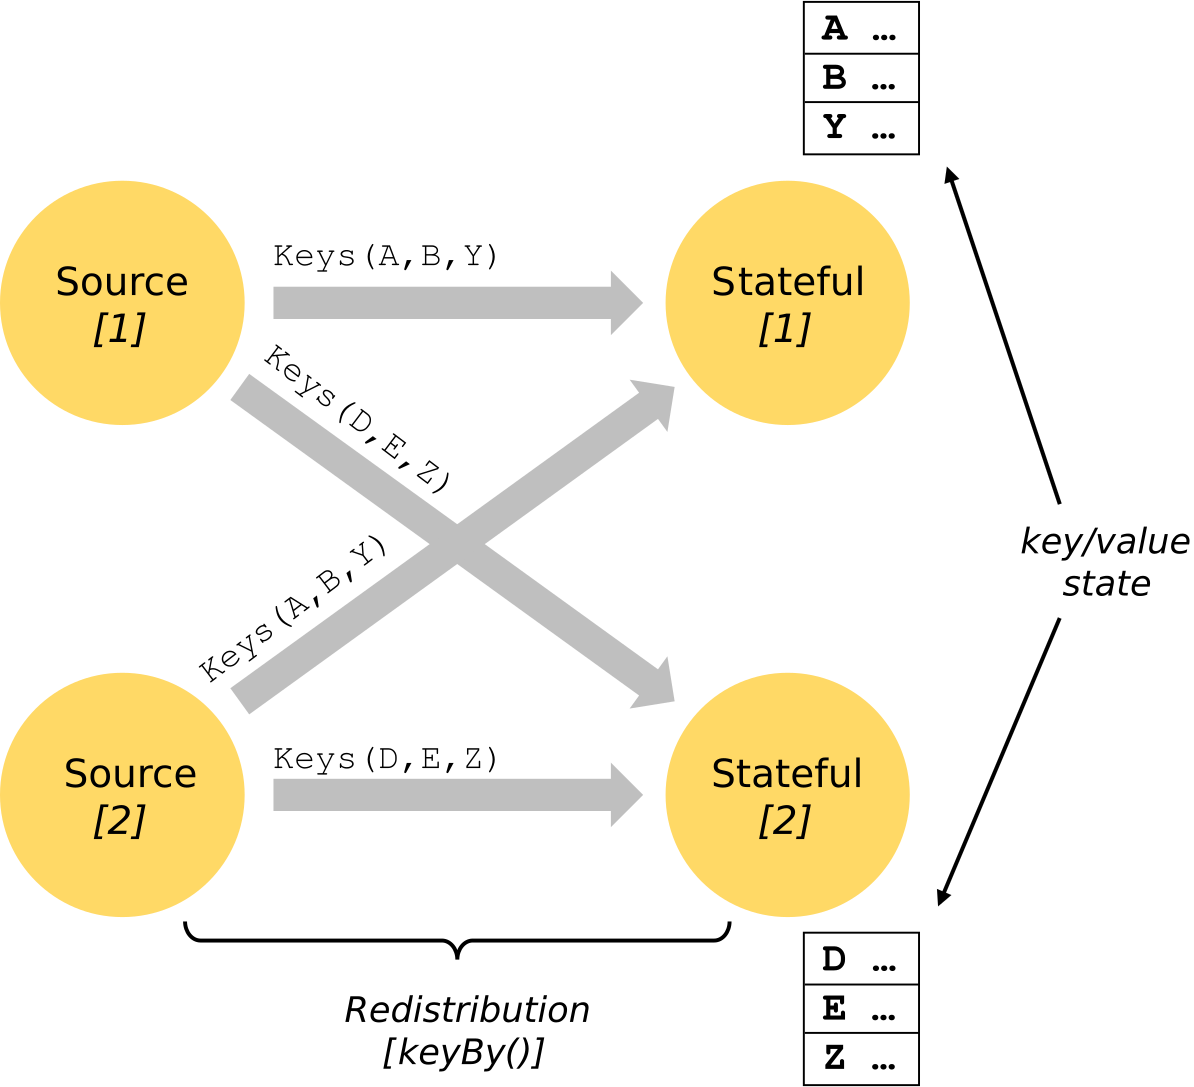 A …
B …
Y …
Keys(A,B,Y)
Source
[1]
Stateful
[1]
Keys(D,E,Z)
key/value
state
Keys(A,B,Y)
Keys(D,E,Z)
Source
[2]
Stateful
[2]
D …
E …
Z …
Redistribution
[keyBy()]